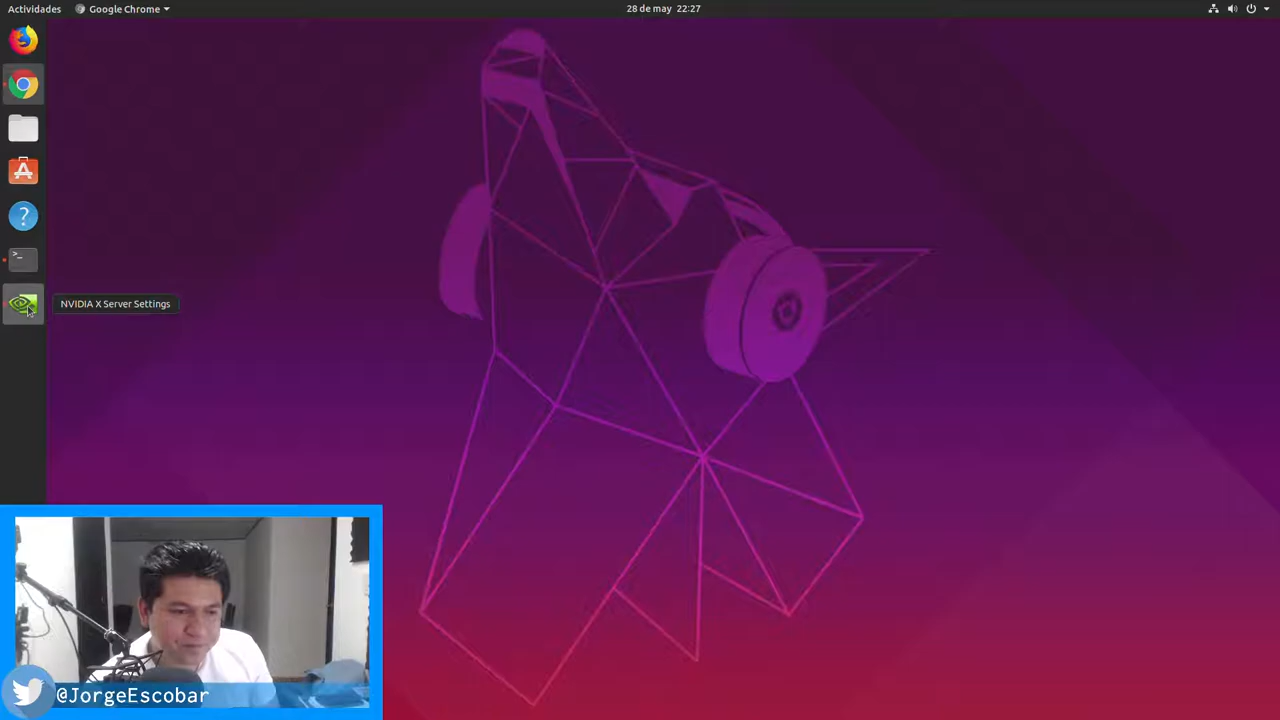 Actividades
Google Chrome
28 de may 22:27
NVIDIA X Server Settings
@JorgeEscobar